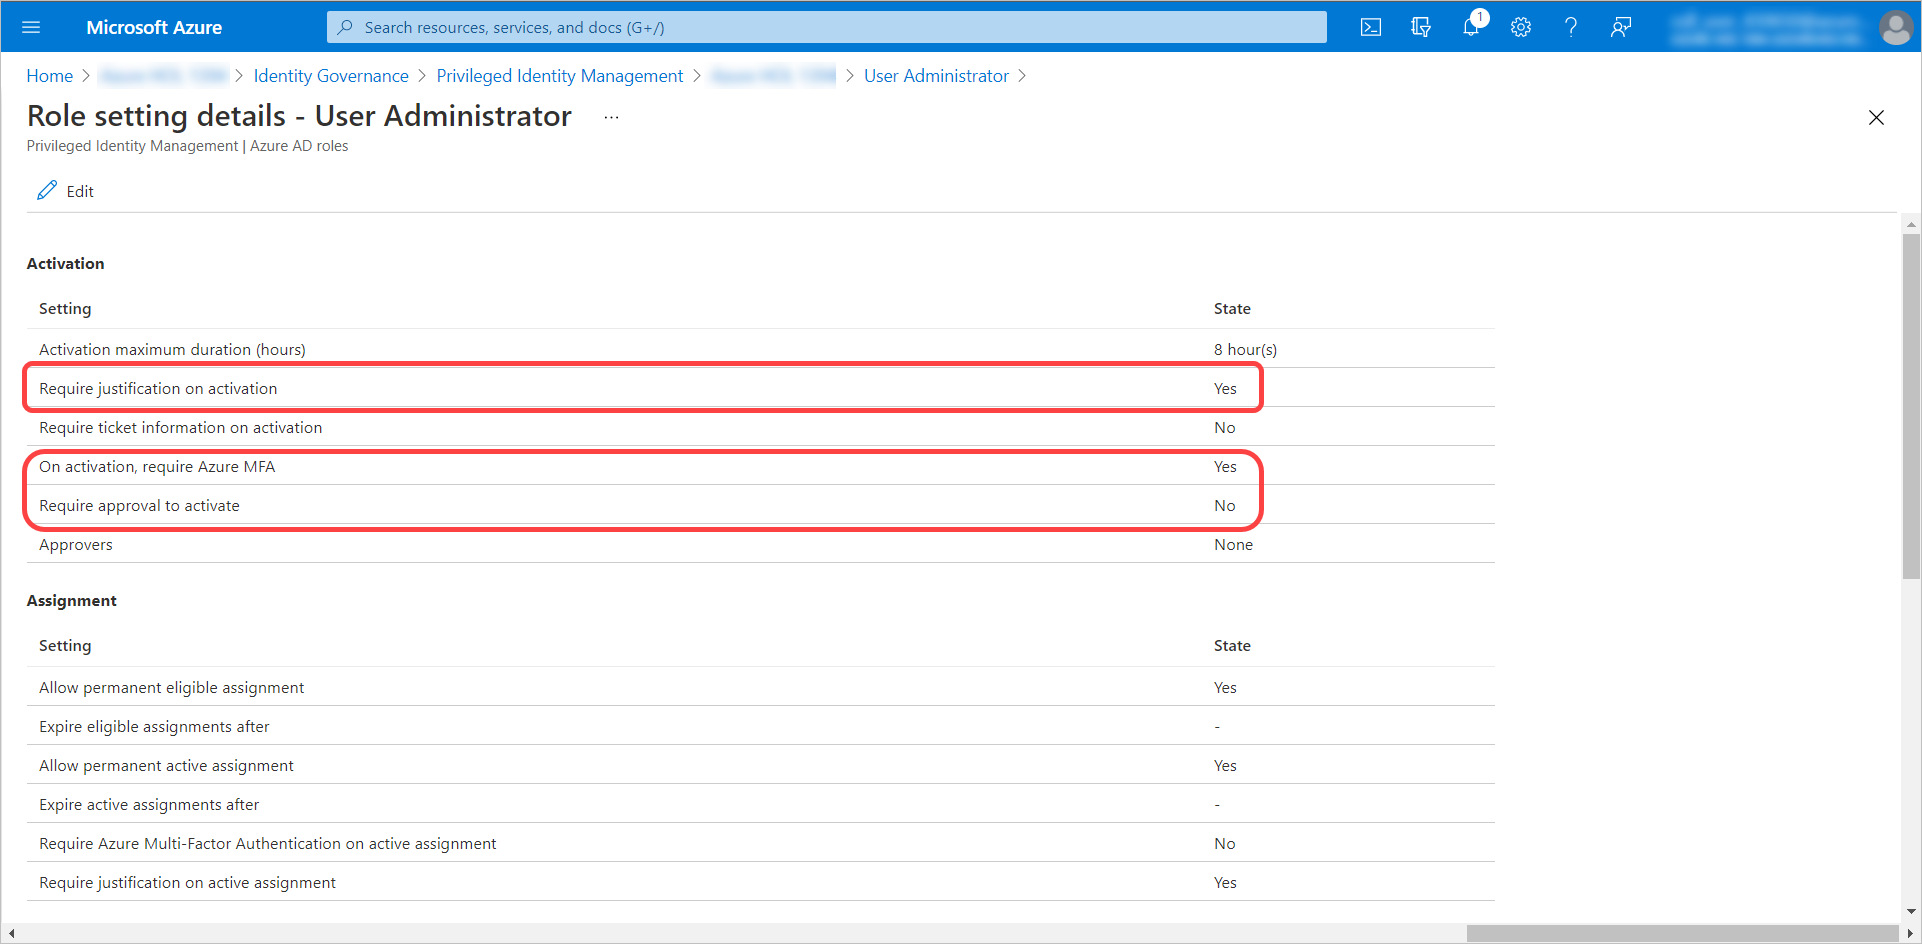 Microsoft Azure
Search resources, services, and docs (G+/)
1
Home > > Identity Governance > Privileged Identity Management > > User Administrator >
Role setting details - User Administrator ...
Privileged Identity Management | Azure AD roles
Edit
Activation
Setting State
Activation maximum duration (hours) 8 hour(s)
Require justification on activation Yes
Require ticket information on activation No
On activation, require Azure MFA Yes
Require approval to activate No
Approvers None
Assignment
Setting State
Allow permanent eligible assignment Yes
Expire eligible assignments after -
Allow permanent active assignment Yes
Expire active assignments after -
Require Azure Multi-Factor Authentication on active assignment No
Require justification on active assignment Yes